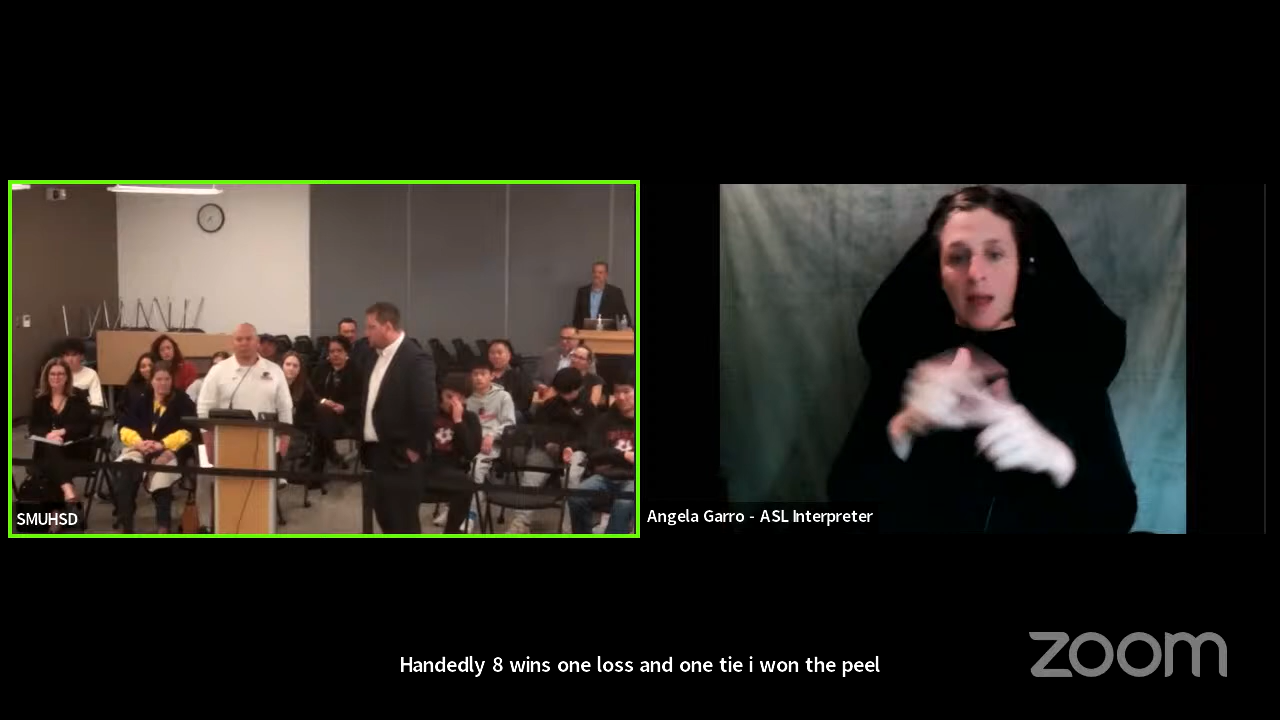 SMUHSD
Angela Garro - ASL Interpreter
Handedly 8 wins one loss and one tie i won the peel
zoom